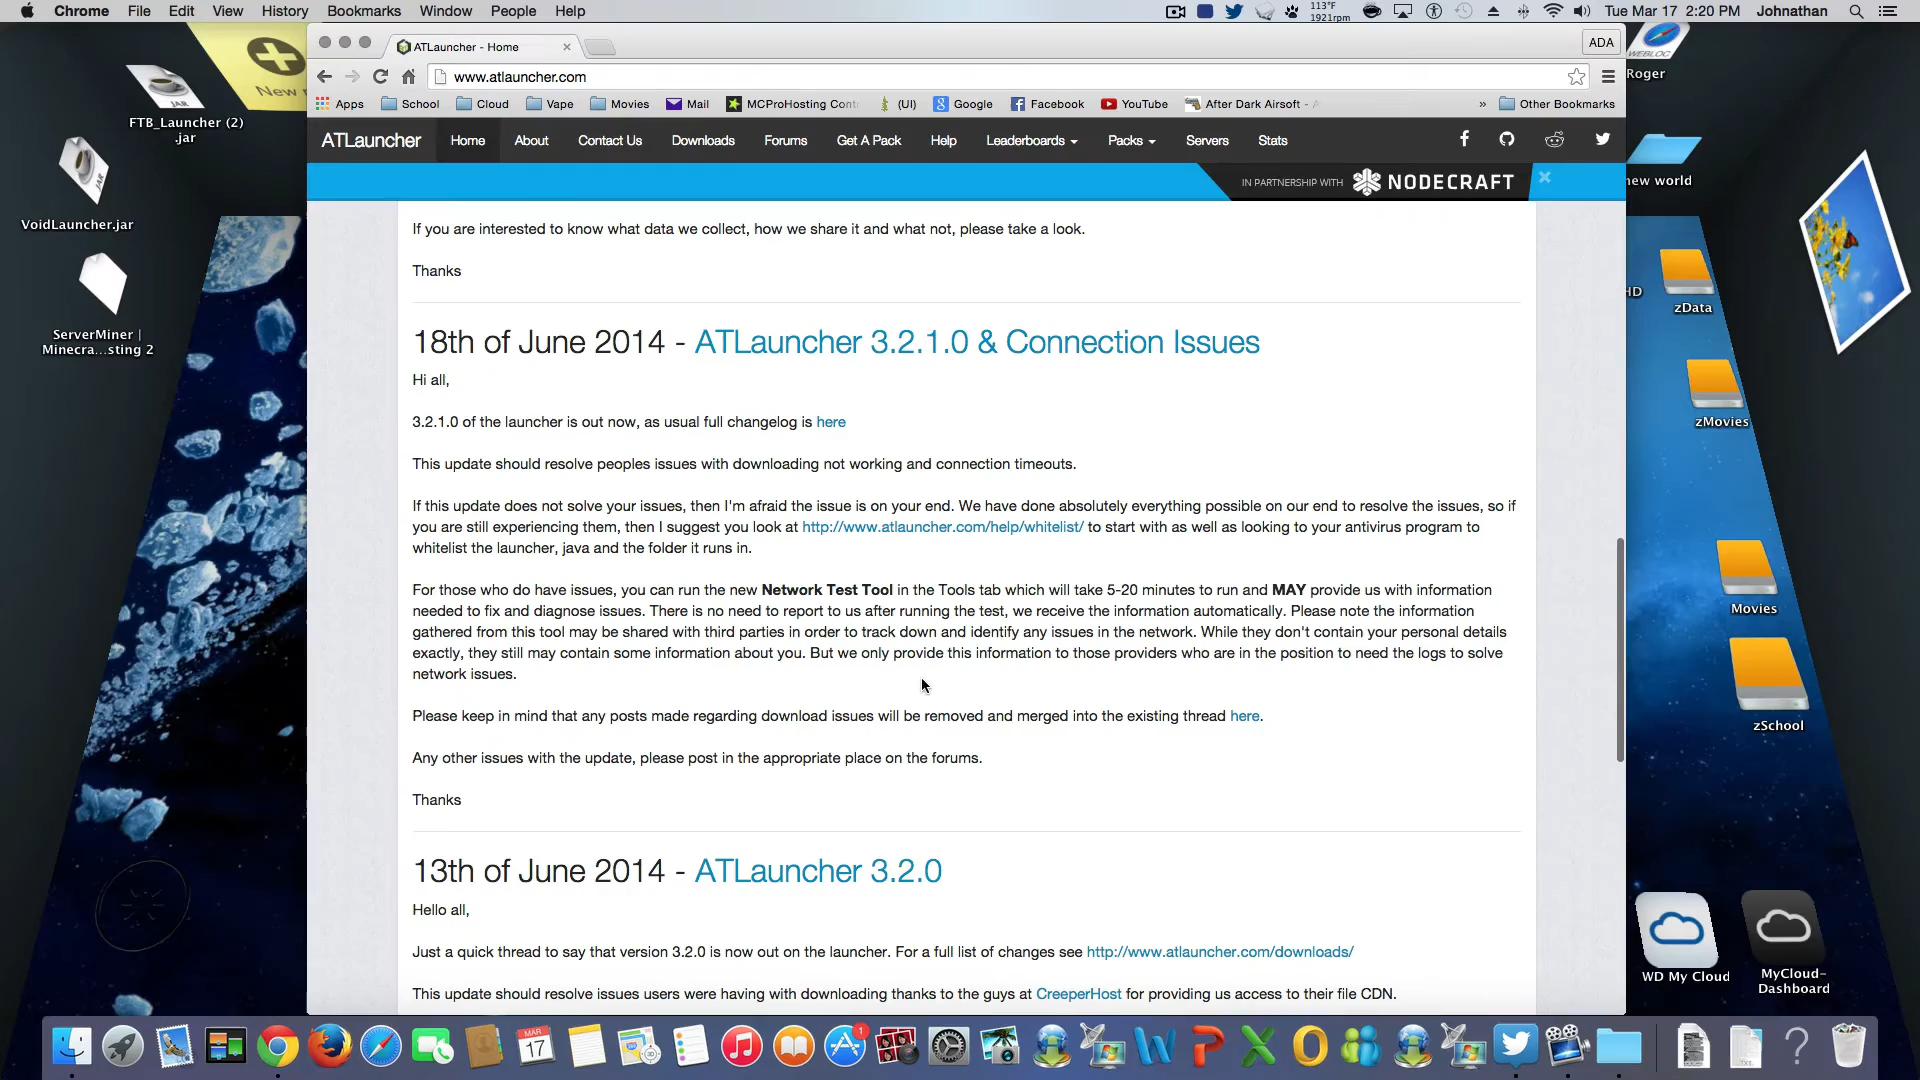 Chrome File Edit View History Bookmarks Window People Help 113°F 1921rpm Tue Mar 17 2:20 PM Johnathan
ATLauncher - Home ADA
www.atlauncher.com
Apps School Cloud Vape Movies Mail MCProHosting Cont (UI) Google Facebook YouTube After Dark Airsoft - » Other Bookmarks
ATLauncher Home About Contact Us Downloads Forums Get A Pack Help Leaderboards Packs Servers Stats
IN PARTNERSHIP WITH NODECRAFT
If you are interested to know what data we collect, how we share it and what not, please take a look.
Thanks
18th of June 2014 - ATLauncher 3.2.1.0 & Connection Issues
Hi all,
3.2.1.0 of the launcher is out now, as usual full changelog is here
This update should resolve peoples issues with downloading not working and connection timeouts.
If this update does not solve your issues, then I'm afraid the issue is on your end. We have done absolutely everything possible on our end to resolve the issues, so if
you are still experiencing them, then I suggest you look at http://www.atlauncher.com/help/whitelist/ to start with as well as looking to your antivirus program to
whitelist the launcher, java and the folder it runs in.
For those who do have issues, you can run the new Network Test Tool in the Tools tab which will take 5-20 minutes to run and MAY provide us with information
needed to fix and diagnose issues. There is no need to report to us after running the test, we receive the information automatically. Please note the information
gathered from this tool may be shared with third parties in order to track down and identify any issues in the network. While they don't contain your personal details
exactly, they still may contain some information about you. But we only provide this information to those providers who are in the position to need the logs to solve
network issues.
Please keep in mind that any posts made regarding download issues will be removed and merged into the existing thread here.
Any other issues with the update, please post in the appropriate place on the forums.
Thanks
13th of June 2014 - ATLauncher 3.2.0
Hello all,
Just a quick thread to say that version 3.2.0 is now out on the launcher. For a full list of changes see http://www.atlauncher.com/downloads/
This update should resolve issues users were having with downloading thanks to the guys at CreeperHost for providing us access to their file CDN.
New
JAR
FTB_Launcher (2)
.jar
JAR
VoidLauncher.jar
ServerMiner |
Minecra...sting 2
WEBLOC
Roger
new world
HD
zData
zMovies
Movies
zSchool
WD My Cloud
MyCloud-
Dashboard
MAR
17
1